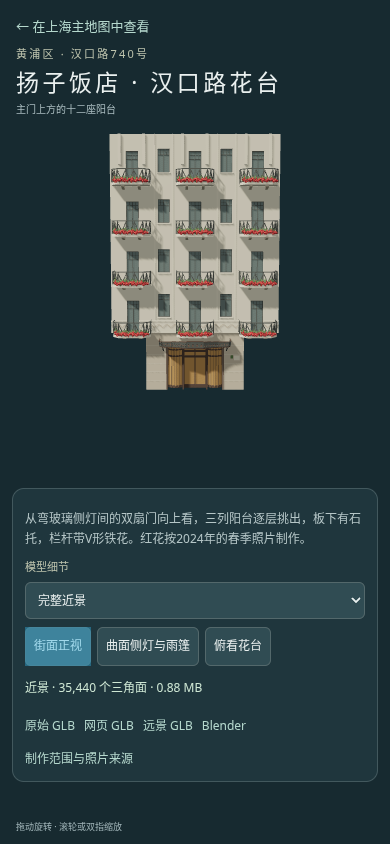 ← 在上海主地图中查看
黄浦区 · 汉口路740号
扬子饭店 · 汉口路花台
主门上方的十二座阳台
从弯玻璃侧灯间的双扇门向上看，三列阳台逐层挑出，板下有石
托，栏杆带V形铁花。红花按2024年的春季照片制作。
模型细节
完整近景
街面正视 曲面侧灯与雨篷 俯看花台
近景 · 35,440 个三角面 · 0.88 MB
原始 GLB 网页 GLB 远景 GLB Blender
制作范围与照片来源
拖动旋转 · 滚轮或双指缩放